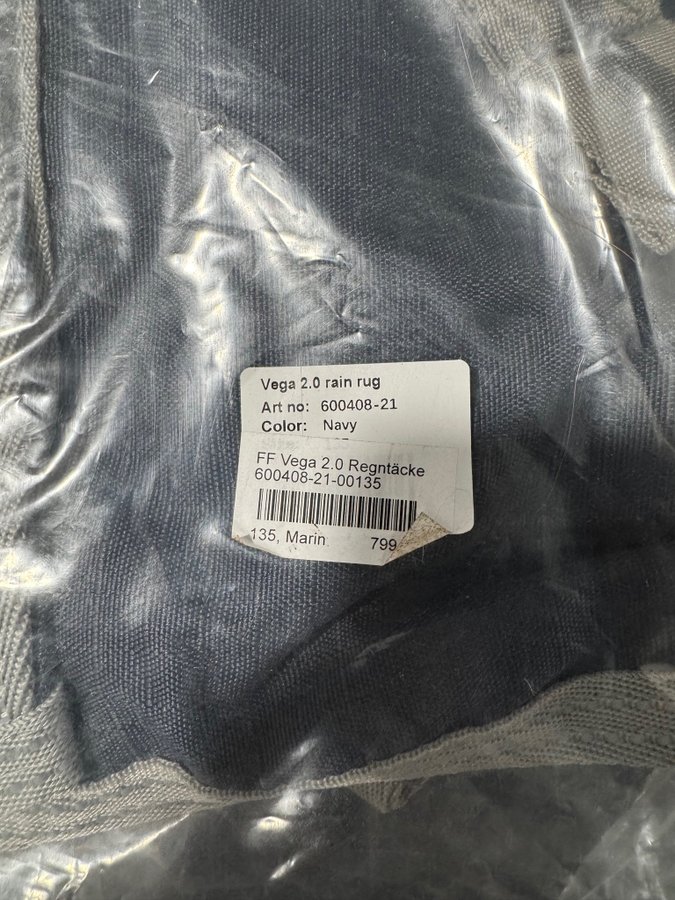 Vega 2.0 rain rug
Art no: 600408-21
Color: Navy
FF Vega 2.0 Regntäcke
600408-21-00135
135, Marin 799